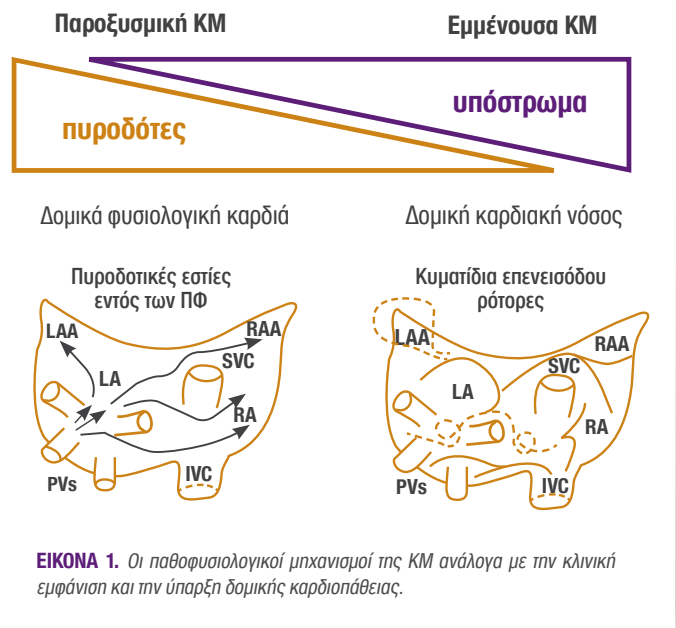 Παροξυσμική ΚΜ
Εμμένουσα ΚΜ
υπόστρωμα
πυροδότες
Δομικά φυσιολογική καρδιά
Δομική καρδιακή νόσος
Πυροδοτικές εστίες
εντός των ΠΦ
LAA
RAA
SVC
LA
RA
IVC
PVs
Κυματίδια επενεισόδου
ρότορες
LAA
RAA
SVC
LA
RA
IVC
PVs
ΕΙΚΟΝΑ 1. Οι παθοφυσιολογικοί μηχανισμοί της ΚΜ ανάλογα με την κλινική
εμφάνιση και την ύπαρξη δομικής καρδιοπάθειας.